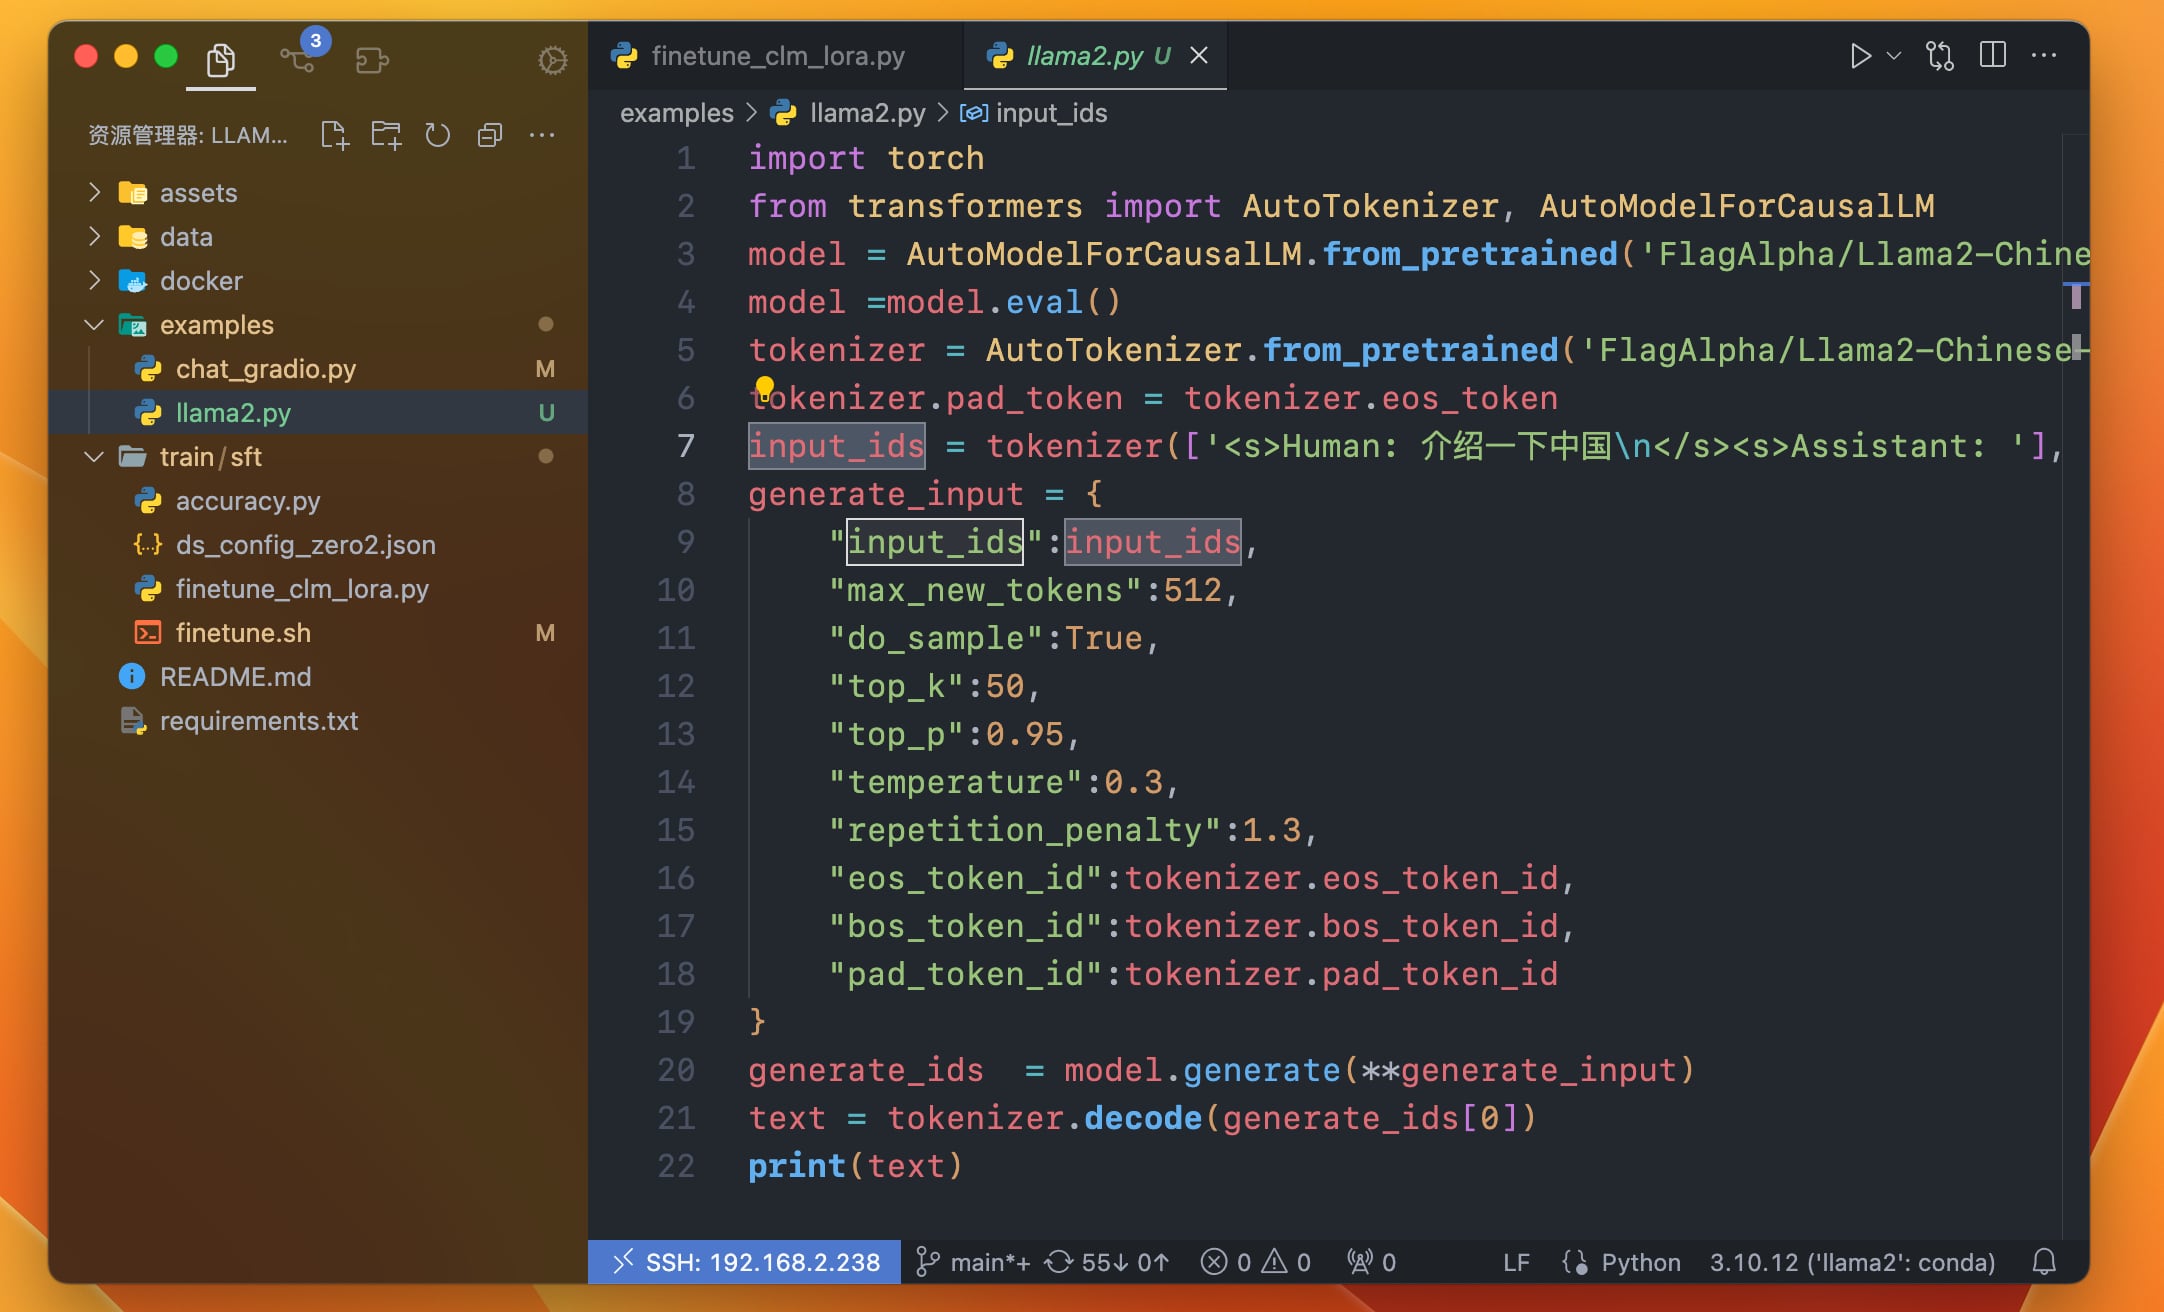 3
finetune_clm_lora.py
llama2.py U
资源管理器: LLAM...
examples > llama2.py > input_ids
assets
data
docker
examples
chat_gradio.py M
llama2.py U
train/sft
accuracy.py
ds_config_zero2.json
finetune_clm_lora.py
finetune.sh M
README.md
requirements.txt
1 import torch
2 from transformers import AutoTokenizer, AutoModelForCausalLM
3 model = AutoModelForCausalLM.from_pretrained('FlagAlpha/Llama2-Chine
4 model =model.eval()
5 tokenizer = AutoTokenizer.from_pretrained('FlagAlpha/Llama2-Chinese-
6 tokenizer.pad_token = tokenizer.eos_token
7 input_ids = tokenizer(['<s>Human: 介绍一下中国\n</s><s>Assistant: '],
8 generate_input = {
9     "input_ids":input_ids,
10     "max_new_tokens":512,
11     "do_sample":True,
12     "top_k":50,
13     "top_p":0.95,
14     "temperature":0.3,
15     "repetition_penalty":1.3,
16     "eos_token_id":tokenizer.eos_token_id,
17     "bos_token_id":tokenizer.bos_token_id,
18     "pad_token_id":tokenizer.pad_token_id
19 }
20 generate_ids  = model.generate(**generate_input)
21 text = tokenizer.decode(generate_ids[0])
22 print(text)
SSH: 192.168.2.238 main*+ 55↓ 0↑ 0 0 0 LF Python 3.10.12 ('llama2': conda)